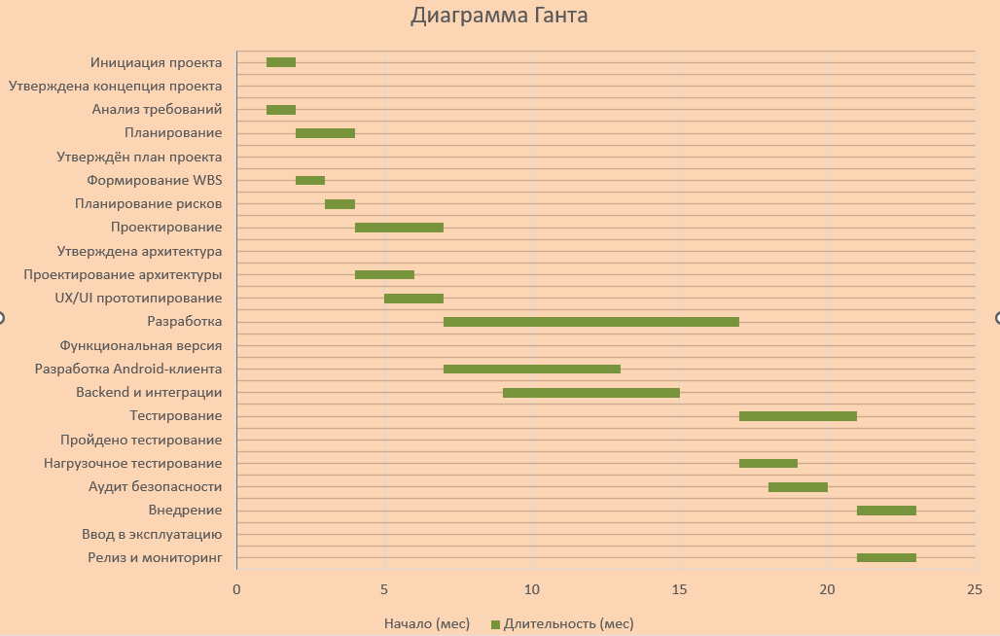 Диаграмма Ганта
Инициация проекта
Утверждена концепция проекта
Анализ требований
Планирование
Утверждён план проекта
Формирование WBS
Планирование рисков
Проектирование
Утверждена архитектура
Проектирование архитектуры
UX/UI прототипирование
Разработка
Функциональная версия
Разработка Android-клиента
Backend и интеграции
Тестирование
Пройдено тестирование
Нагрузочное тестирование
Аудит безопасности
Внедрение
Ввод в эксплуатацию
Релиз и мониторинг
0 5 10 15 20 25
Начало (мес) Длительность (мес)